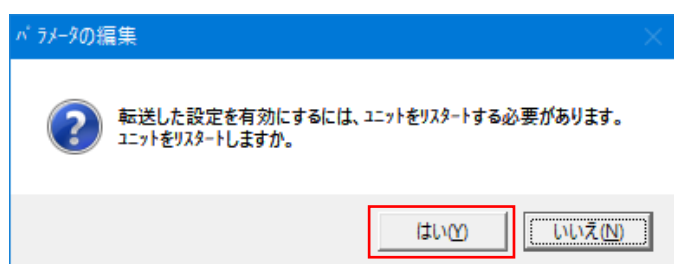 ﾊﾟﾗﾒｰﾀの編集
転送した設定を有効にするには、ﾕﾆｯﾄをﾘｽﾀｰﾄする必要があります。
ﾕﾆｯﾄをﾘｽﾀｰﾄしますか。
はい(Y) いいえ(N)